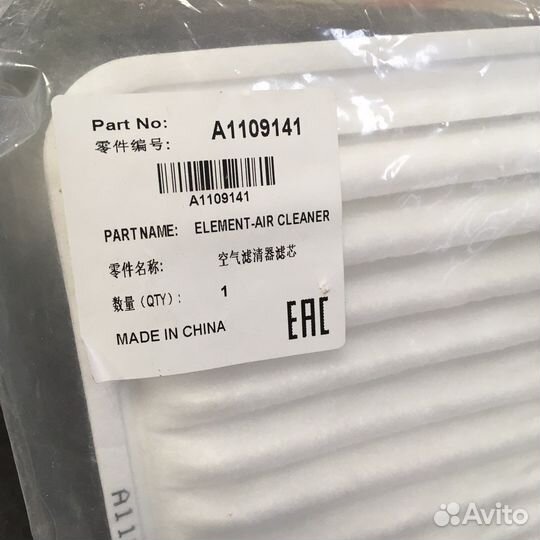 Part No: A1109141
零件编号:
A1109141
PART NAME: ELEMENT-AIR CLEANER
零件名称: 空气滤清器滤芯
数量（QTY）: 1
MADE IN CHINA
EAC
A11
Avito